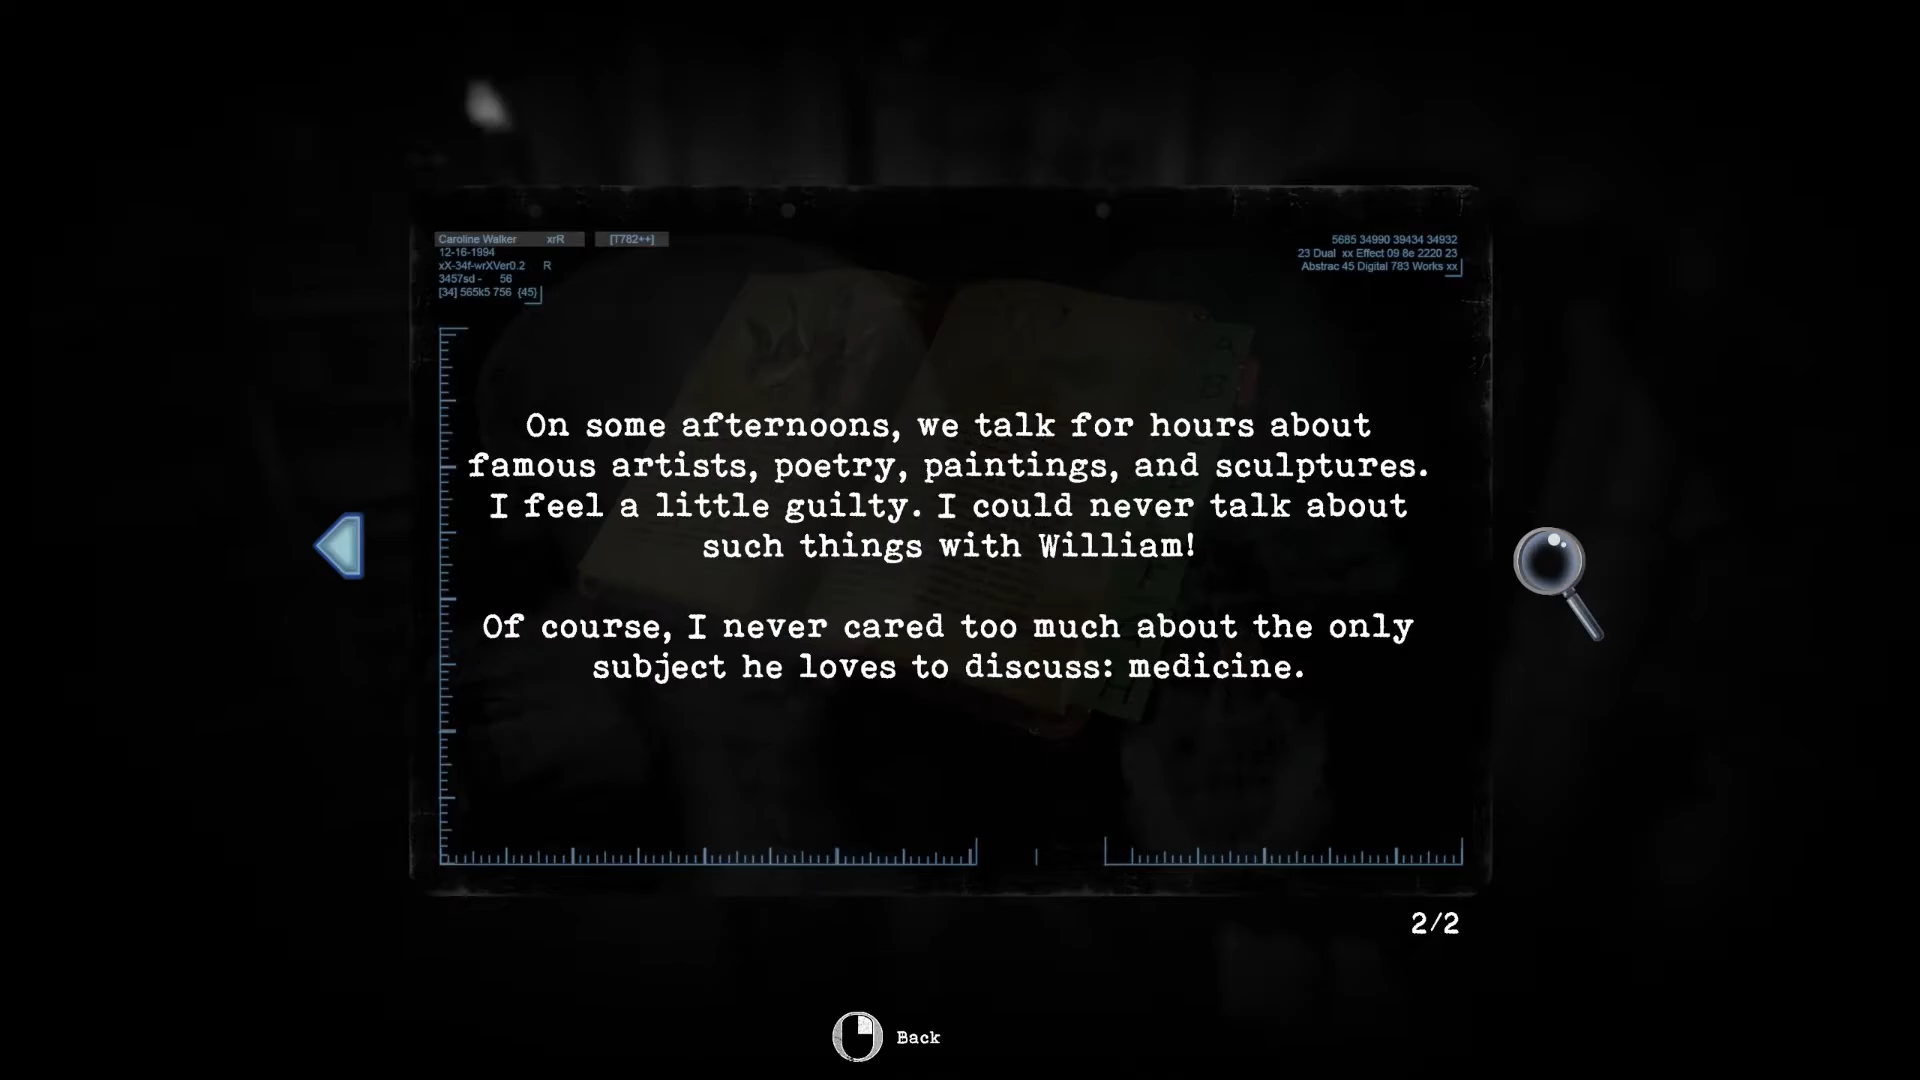 Caroline Walker xrR [T782++]
12-16-1994
xX-34f-wrXVer0.2 R
3457sd - 56
[34] 565k5 756 {45}
5685 34990 39434 34932
23 Dual xx Effect 09 8e 2220 23
Abstrac 45 Digital 783 Works xx
On some afternoons, we talk for hours about
famous artists, poetry, paintings, and sculptures.
I feel a little guilty. I could never talk about
such things with William!
Of course, I never cared too much about the only
subject he loves to discuss: medicine.
2/2
Back